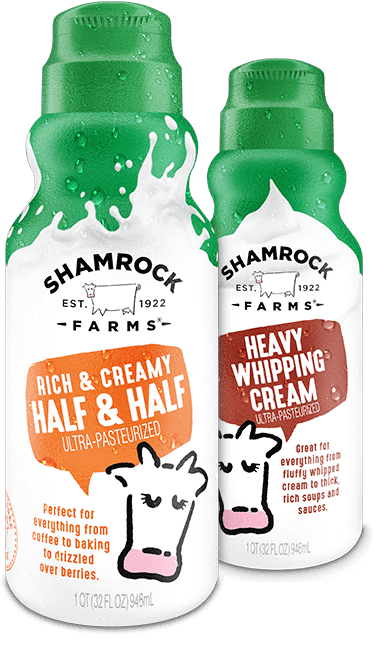 SHAMROCK
EST. 1922
FARMS®
RICH & CREAMY
HALF & HALF
ULTRA-PASTEURIZED
Perfect for
everything from
coffee to baking
to drizzled
over berries.
1 QT (32 FL OZ) 946mL
SHAMROCK
EST. 1922
FARMS®
HEAVY
WHIPPING
CREAM
ULTRA-PASTEURIZED
Great for
everything from
fluffy whipped
cream to thick,
rich soups and
sauces.
1 QT (32 FL OZ) 946mL